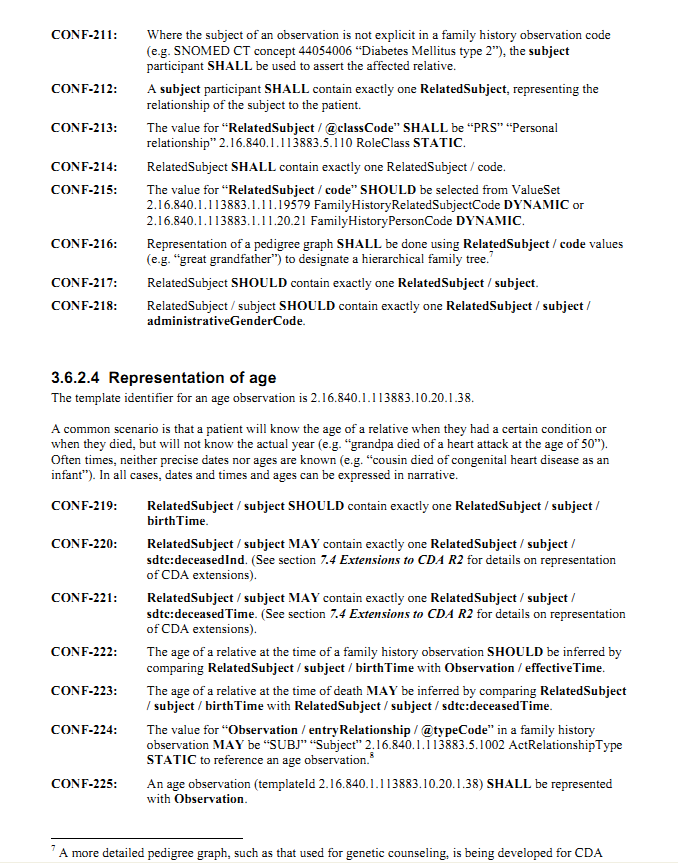 CONF-211: Where the subject of an observation is not explicit in a family history observation code
(e.g. SNOMED CT concept 44054006 “Diabetes Mellitus type 2”), the subject
participant SHALL be used to assert the affected relative.
CONF-212: A subject participant SHALL contain exactly one RelatedSubject, representing the
relationship of the subject to the patient.
CONF-213: The value for “RelatedSubject / @classCode” SHALL be “PRS” “Personal
relationship” 2.16.840.1.113883.5.110 RoleClass STATIC.
CONF-214: RelatedSubject SHALL contain exactly one RelatedSubject / code.
CONF-215: The value for “RelatedSubject / code” SHOULD be selected from ValueSet
2.16.840.1.113883.1.11.19579 FamilyHistoryRelatedSubjectCode DYNAMIC or
2.16.840.1.113883.1.11.20.21 FamilyHistoryPersonCode DYNAMIC.
CONF-216: Representation of a pedigree graph SHALL be done using RelatedSubject / code values
(e.g. “great grandfather”) to designate a hierarchical family tree.7
CONF-217: RelatedSubject SHOULD contain exactly one RelatedSubject / subject.
CONF-218: RelatedSubject / subject SHOULD contain exactly one RelatedSubject / subject /
administrativeGenderCode.
3.6.2.4 Representation of age
The template identifier for an age observation is 2.16.840.1.113883.10.20.1.38.
A common scenario is that a patient will know the age of a relative when they had a certain condition or
when they died, but will not know the actual year (e.g. “grandpa died of a heart attack at the age of 50”).
Often times, neither precise dates nor ages are known (e.g. “cousin died of congenital heart disease as an
infant”). In all cases, dates and times and ages can be expressed in narrative.
CONF-219: RelatedSubject / subject SHOULD contain exactly one RelatedSubject / subject /
birthTime.
CONF-220: RelatedSubject / subject MAY contain exactly one RelatedSubject / subject /
sdtc:deceasedInd. (See section 7.4 Extensions to CDA R2 for details on representation
of CDA extensions).
CONF-221: RelatedSubject / subject MAY contain exactly one RelatedSubject / subject /
sdtc:deceasedTime. (See section 7.4 Extensions to CDA R2 for details on representation
of CDA extensions).
CONF-222: The age of a relative at the time of a family history observation SHOULD be inferred by
comparing RelatedSubject / subject / birthTime with Observation / effectiveTime.
CONF-223: The age of a relative at the time of death MAY be inferred by comparing RelatedSubject
/ subject / birthTime with RelatedSubject / subject / sdtc:deceasedTime.
CONF-224: The value for “Observation / entryRelationship / @typeCode” in a family history
observation MAY be “SUBJ” “Subject” 2.16.840.1.113883.5.1002 ActRelationshipType
STATIC to reference an age observation.8
CONF-225: An age observation (templateId 2.16.840.1.113883.10.20.1.38) SHALL be represented
with Observation.
7 A more detailed pedigree graph, such as that used for genetic counseling, is being developed for CDA